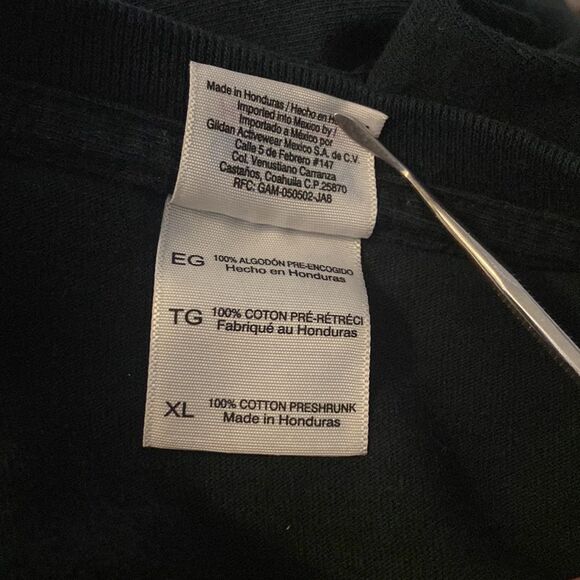 Made in Honduras / Hecho en
Imported into Mexico by /
Importado a México por
Gildan Activewear Mexico S.A. de C.V.
Calle 5 de Febrero #147
Col. Venustiano Carranza
Castaños, Coahuila C.P. 25870
RFC: GAM-050502-JA8
EG 100% ALGODÓN PRE-ENCOGIDO
Hecho en Honduras
TG 100% COTON PRÉ-RÉTRÉCI
Fabriqué au Honduras
XL 100% COTTON PRESHRUNK
Made in Honduras